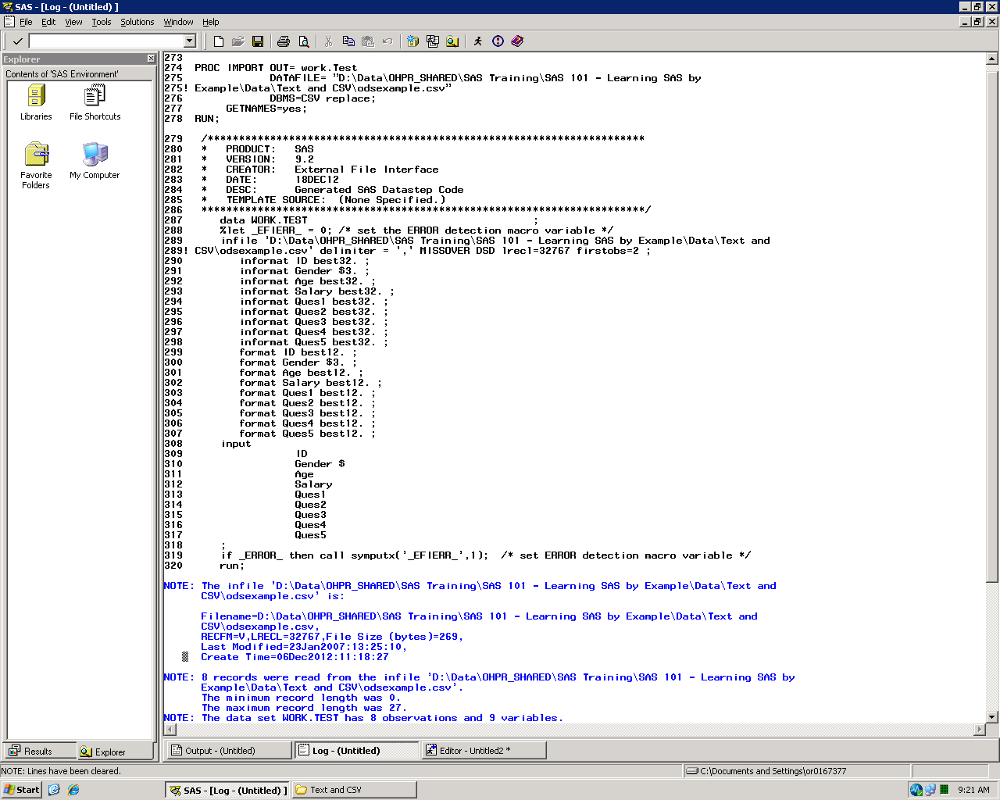 SAS - [Log - (Untitled) ]
File Edit View Tools Solutions Window Help
Explorer
Contents of 'SAS Environment'
Libraries
File Shortcuts
Favorite Folders
My Computer
273
274 PROC IMPORT OUT= work.Test
275 DATAFILE= "D:\Data\OHPR_SHARED\SAS Training\SAS 101 - Learning SAS by
275! Example\Data\Text and CSV\odsexample.csv"
276 DBMS=CSV replace;
277 GETNAMES=yes;
278 RUN;
279 /**********************************************************************
280 * PRODUCT: SAS
281 * VERSION: 9.2
282 * CREATOR: External File Interface
283 * DATE: 18DEC12
284 * DESC: Generated SAS Datastep Code
285 * TEMPLATE SOURCE: (None Specified.)
286 ***********************************************************************/
287 data WORK.TEST ;
288 %let _EFIERR_ = 0; /* set the ERROR detection macro variable */
289 infile 'D:\Data\OHPR_SHARED\SAS Training\SAS 101 - Learning SAS by Example\Data\Text and
289! CSV\odsexample.csv' delimiter = ',' MISSOVER DSD lrecl=32767 firstobs=2 ;
290 informat ID best32. ;
291 informat Gender $3. ;
292 informat Age best32. ;
293 informat Salary best32. ;
294 informat Ques1 best32. ;
295 informat Ques2 best32. ;
296 informat Ques3 best32. ;
297 informat Ques4 best32. ;
298 informat Ques5 best32. ;
299 format ID best12. ;
300 format Gender $3. ;
301 format Age best12. ;
302 format Salary best12. ;
303 format Ques1 best12. ;
304 format Ques2 best12. ;
305 format Ques3 best12. ;
306 format Ques4 best12. ;
307 format Ques5 best12. ;
308 input
309 ID
310 Gender $
311 Age
312 Salary
313 Ques1
314 Ques2
315 Ques3
316 Ques4
317 Ques5
318 ;
319 if _ERROR_ then call symputx('_EFIERR_',1); /* set ERROR detection macro variable */
320 run;
NOTE: The infile 'D:\Data\OHPR_SHARED\SAS Training\SAS 101 - Learning SAS by Example\Data\Text and
CSV\odsexample.csv' is:
Filename=D:\Data\OHPR_SHARED\SAS Training\SAS 101 - Learning SAS by Example\Data\Text and
CSV\odsexample.csv,
RECFM=V,LRECL=32767,File Size (bytes)=269,
Last Modified=23Jan2007:13:25:10,
Create Time=06Dec2012:11:18:27
NOTE: 8 records were read from the infile 'D:\Data\OHPR_SHARED\SAS Training\SAS 101 - Learning SAS by
Example\Data\Text and CSV\odsexample.csv'.
The minimum record length was 0.
The maximum record length was 27.
NOTE: The data set WORK.TEST has 8 observations and 9 variables.
Results Explorer
Output - (Untitled) Log - (Untitled) Editor - Untitled2 *
NOTE: Lines have been cleared.
C:\Documents and Settings\or0167377
Start SAS - [Log - (Untitled) ] Text and CSV 9:21 AM